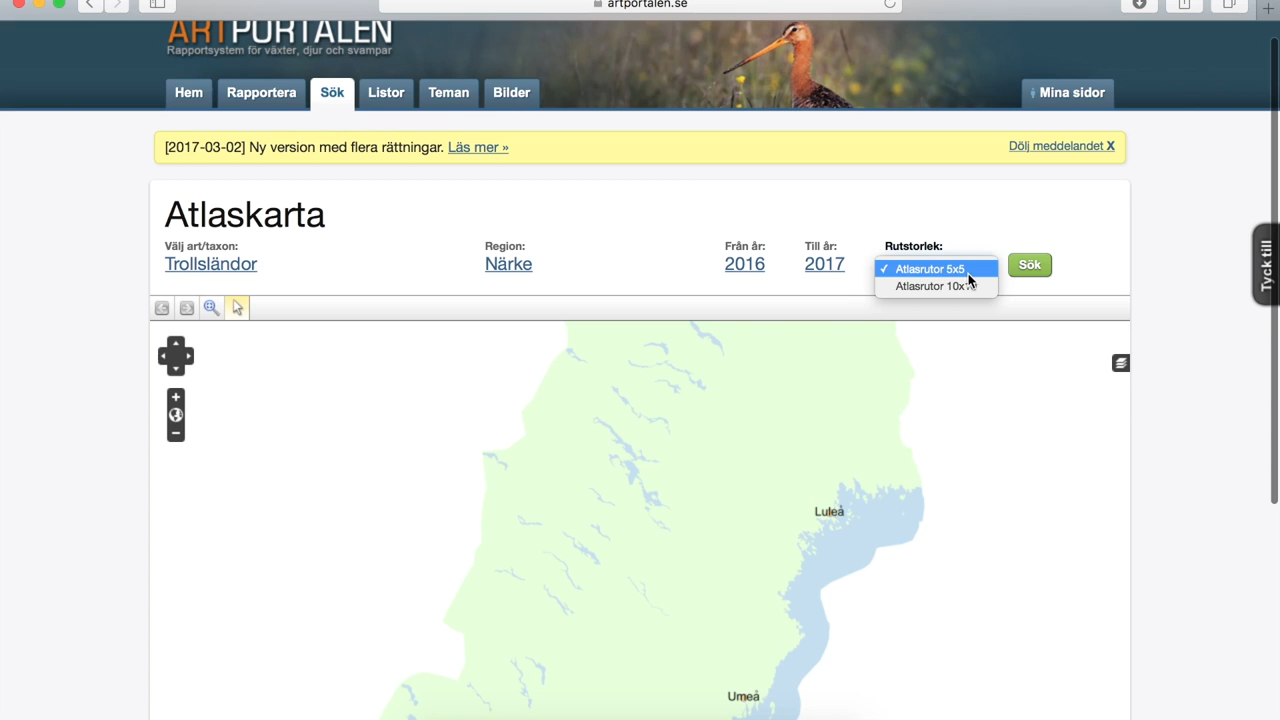 artportalen.se
ARTPORTALEN
Rapportsystem för växter, djur och svampar
Hem Rapportera Sök Listor Teman Bilder Mina sidor
[2017-03-02] Ny version med flera rättningar. Läs mer » Dölj meddelandet X
Atlaskarta
Välj art/taxon: Region: Från år: Till år: Rutstorlek:
Trollsländor Närke 2016 2017 Sök
✓ Atlasrutor 5x5
Atlasrutor
Tyck till
Luleå
Umeå